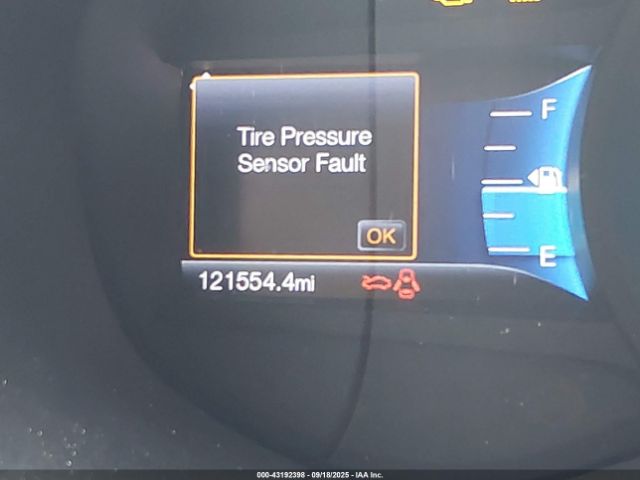 Tire Pressure
Sensor Fault
OK
F
E
121554.4mi
000-43192398 - 09/18/2025 - IAA Inc.